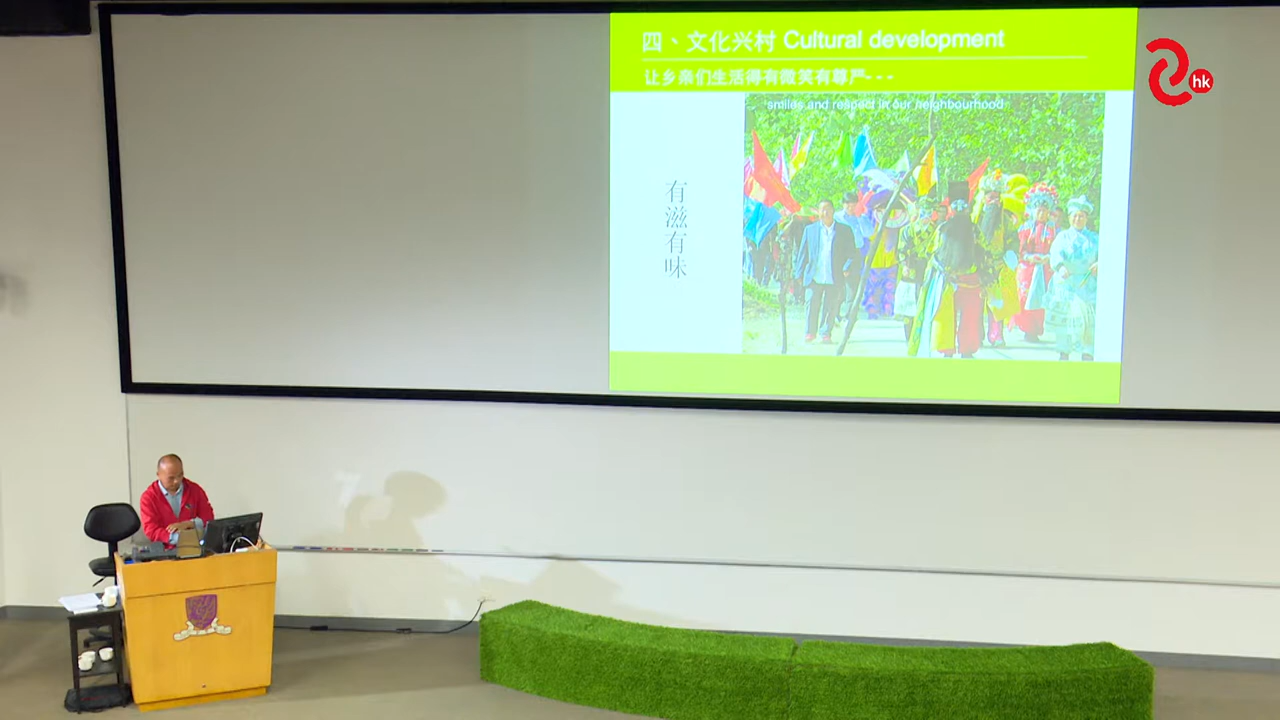 四、文化兴村 Cultural development
让乡亲们生活得有微笑有尊严---
smiles and respect in our neighbourhood
有滋有味
hk